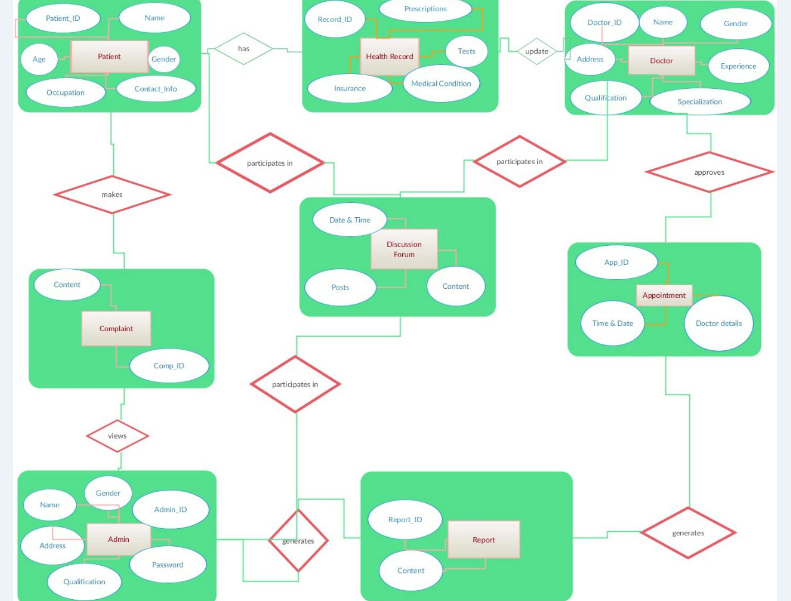 Patient_ID
Name
Age
Patient
Gender
Occupation
Contact_Info
has
Record_ID
Prescriptions
Health Record
Tests
Insurance
Medical Condition
update
Doctor_ID
Name
Gender
Address
Doctor
Experience
Qualification
Specialization
participates in
participates in
makes
approves
Date & Time
Discussion
Forum
Posts
Content
App_ID
Appointment
Time & Date
Doctor details
Content
Complaint
Comp_ID
participates in
views
Gender
Name
Admin_ID
Admin
Address
Password
Qualification
generates
Report_ID
Report
Content
generates